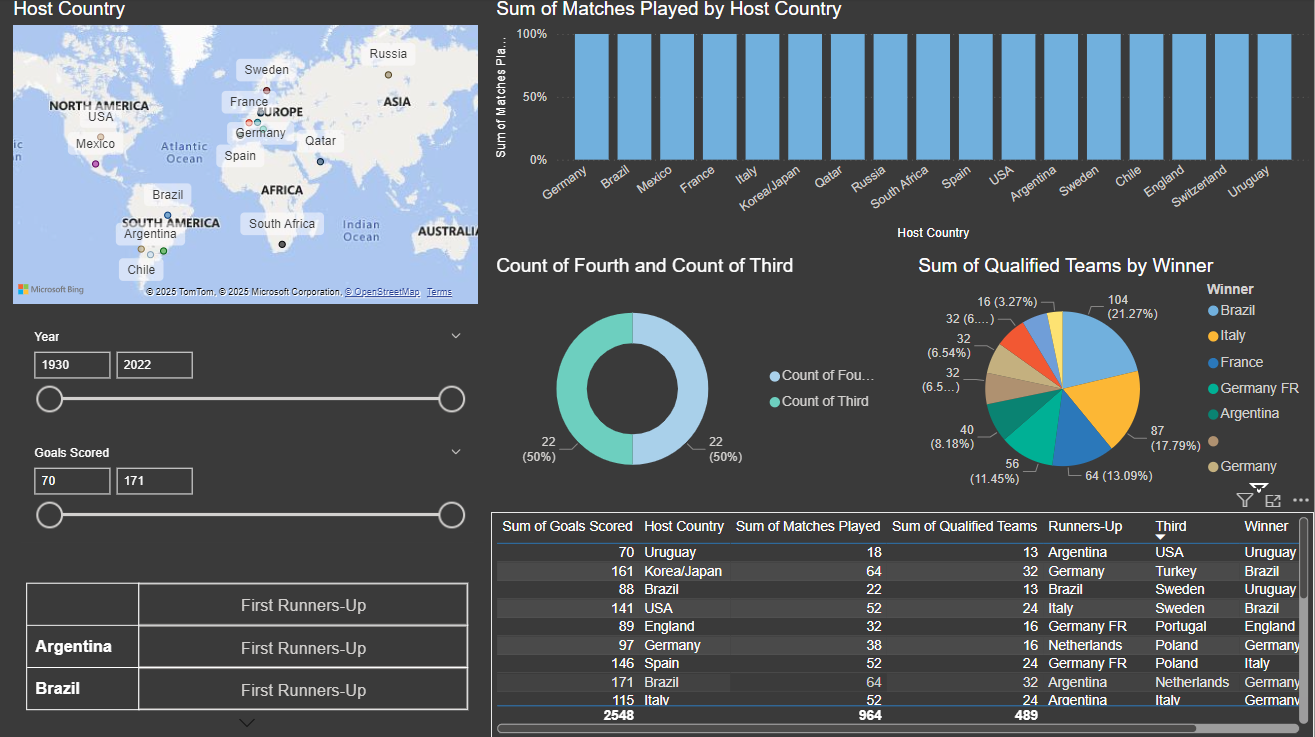 Host Country
Russia
Sweden
NORTH AMERICA
France
ASIA
USA
EUROPE
Mexico
Germany
Atlantic
Ocean
Qatar
Spain
AFRICA
Brazil
SOUTH AMERICA
South Africa
Indian
Ocean
Argentina
AUSTRALIA
Chile
Microsoft Bing
© 2025 TomTom, © 2025 Microsoft Corporation, © OpenStreetMap Terms
Year
1930 2022
Goals Scored
70 171
First Runners-Up
Argentina First Runners-Up
Brazil First Runners-Up
Sum of Matches Played by Host Country
Sum of Matches Pla...
100%
50%
0%
Germany Brazil Mexico France Italy Korea/Japan Qatar Russia South Africa Spain USA Argentina Sweden Chile England Switzerland Uruguay
Host Country
Count of Fourth and Count of Third
22
(50%)
22
(50%)
Count of Fou...
Count of Third
Sum of Qualified Teams by Winner
16 (3.27%)
104
(21.27%)
32 (6....)
32
(6.54%)
32
(6.5...)
40
(8.18%)
56
(11.45%)
64 (13.09%)
87
(17.79%)
Winner
Brazil
Italy
France
Germany FR
Argentina
Germany
Sum of Goals Scored Host Country Sum of Matches Played Sum of Qualified Teams Runners-Up Third Winner
70 Uruguay 18 13 Argentina USA Uruguay
161 Korea/Japan 64 32 Germany Turkey Brazil
88 Brazil 22 13 Brazil Sweden Uruguay
141 USA 52 24 Italy Sweden Brazil
89 England 32 16 Germany FR Portugal England
97 Germany 38 16 Netherlands Poland Germany
146 Spain 52 24 Germany FR Poland Italy
171 Brazil 64 32 Argentina Netherlands Germany
115 Italy 52 24 Argentina Italy Germany
2548 964 489